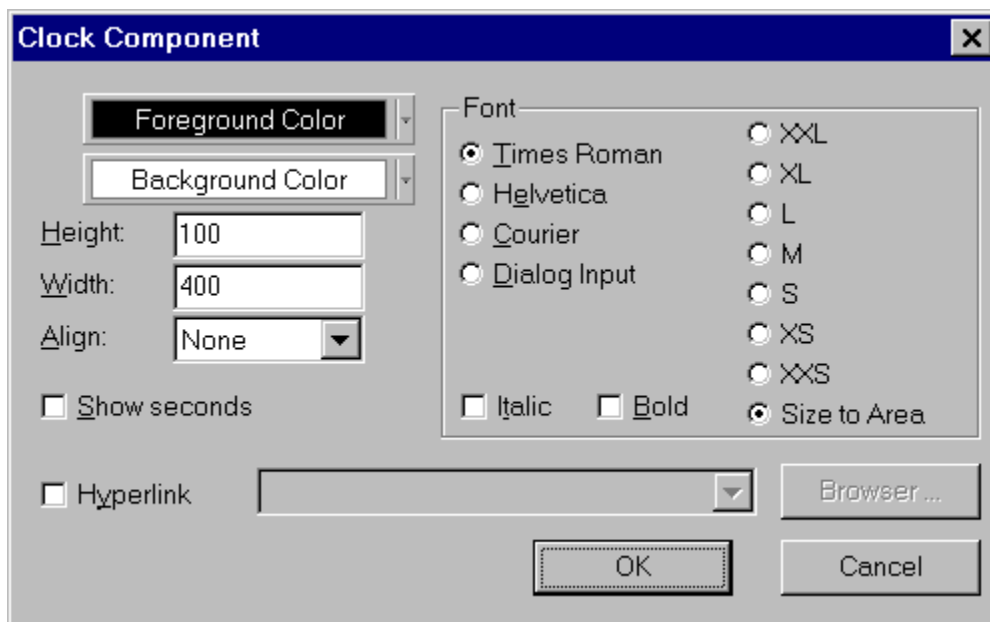 Clock Component
Foreground Color
Background Color
Height: 100
Width: 400
Align: None
Show seconds
Font
Times Roman
Helvetica
Courier
Dialog Input
Italic
Bold
XXL
XL
L
M
S
XS
XXS
Size to Area
Hyperlink
Browser ...
OK
Cancel